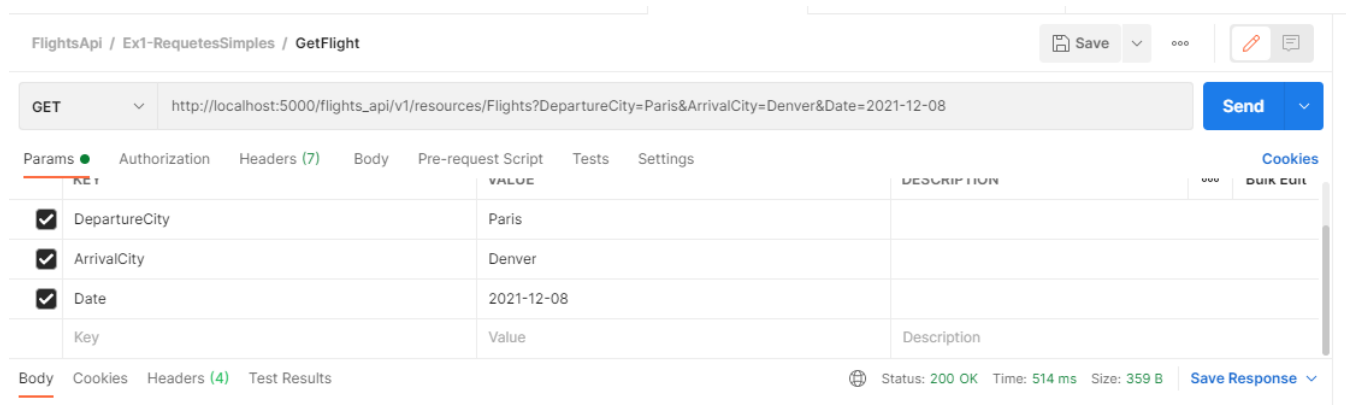 FlightsApi / Ex1-RequetesSimples / GetFlight Save ooo
GET http://localhost:5000/flights_api/v1/resources/Flights?DepartureCity=Paris&ArrivalCity=Denver&Date=2021-12-08 Send
Params Authorization Headers (7) Body Pre-request Script Tests Settings Cookies
KEY VALUE DESCRIPTION ooo Bulk Edit
DepartureCity Paris
ArrivalCity Denver
Date 2021-12-08
Key Value Description
Body Cookies Headers (4) Test Results Status: 200 OK Time: 514 ms Size: 359 B Save Response